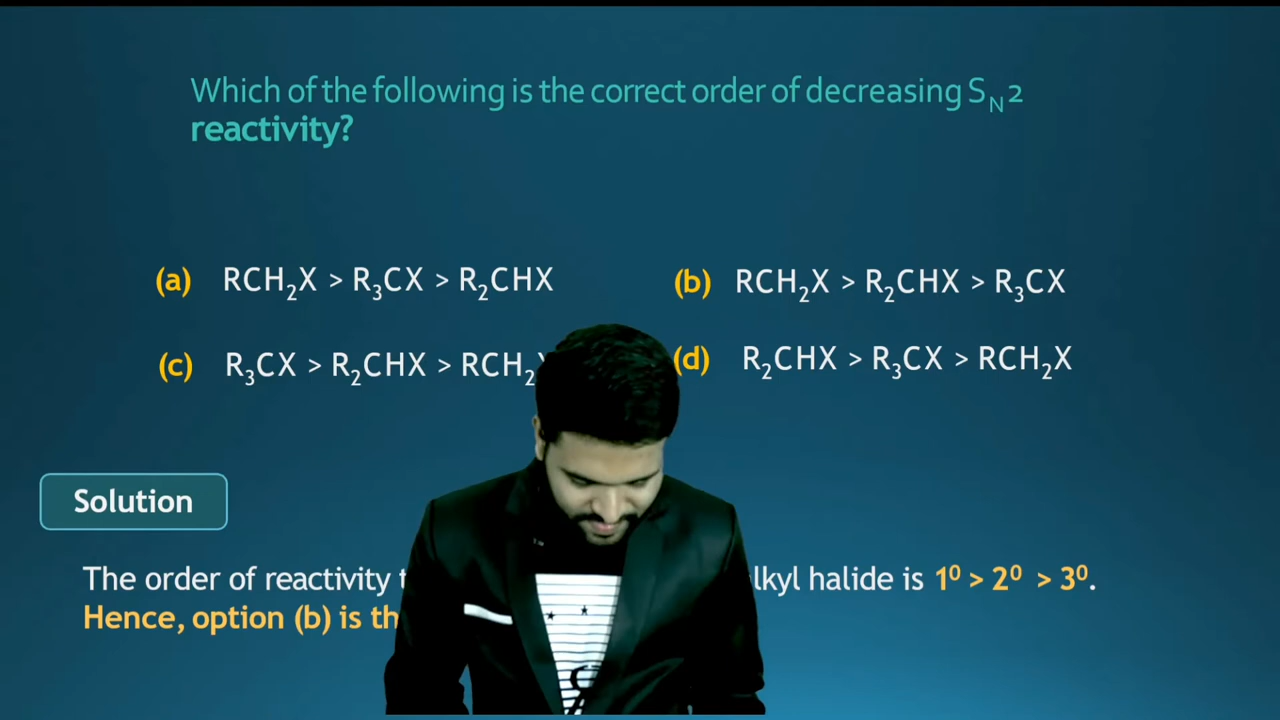 Which of the following is the correct order of decreasing S_N2
reactivity?
(a) RCH₂X > R₃CX > R₂CHX
(b) RCH₂X > R₂CHX > R₃CX
(c) R₃CX > R₂CHX > RCH₂
(d) R₂CHX > R₃CX > RCH₂X
Solution
The order of reactivity lkyl halide is 1⁰ > 2⁰ > 3⁰.
Hence, option (b) is th